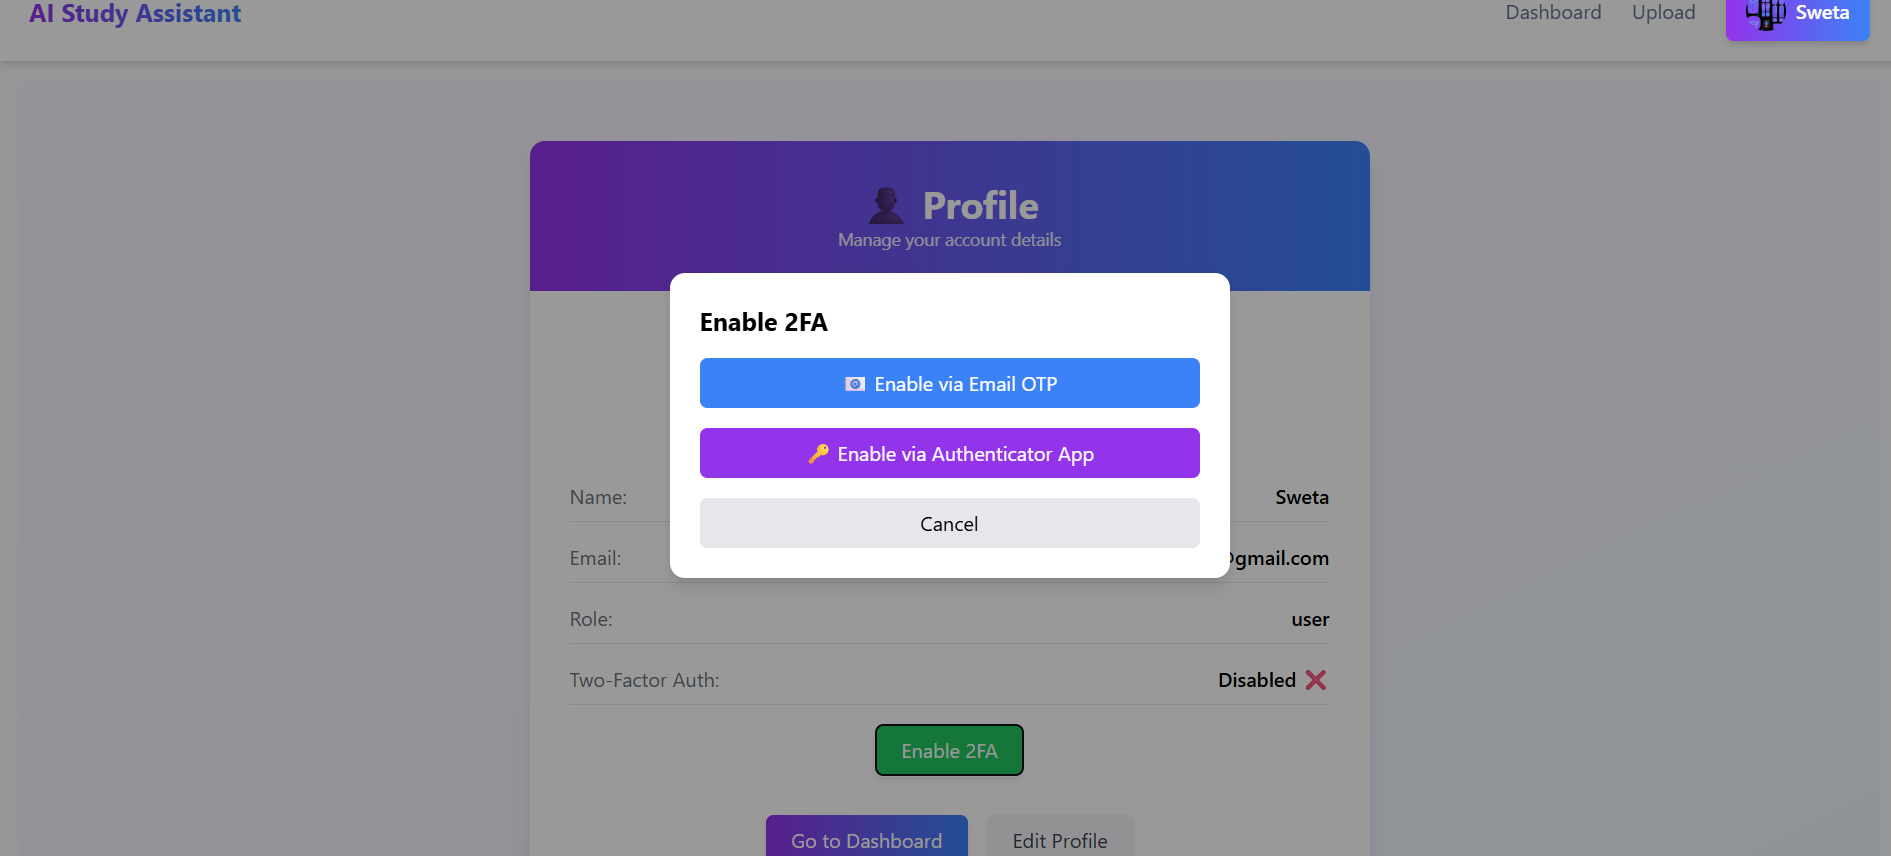 AI Study Assistant
Dashboard
Upload
Sweta
Profile
Manage your account details
Enable 2FA
Enable via Email OTP
Enable via Authenticator App
Cancel
Name: Sweta
Email: @gmail.com
Role: user
Two-Factor Auth: Disabled
Enable 2FA
Go to Dashboard
Edit Profile